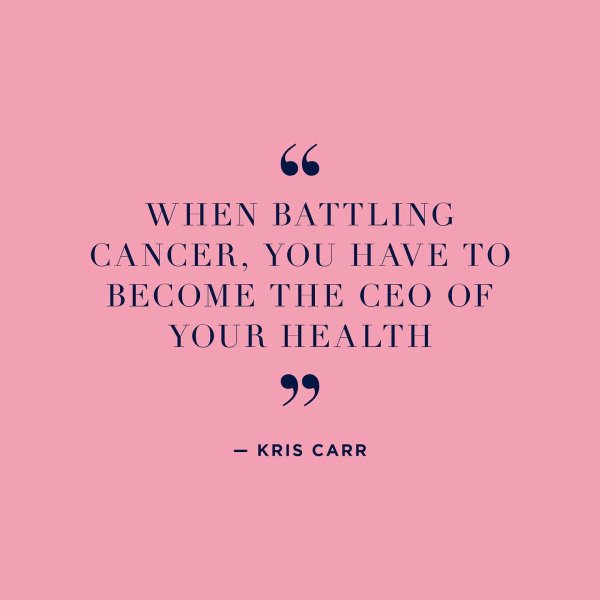 “
WHEN BATTLING
CANCER, YOU HAVE TO
BECOME THE CEO OF
YOUR HEALTH
”
— KRIS CARR